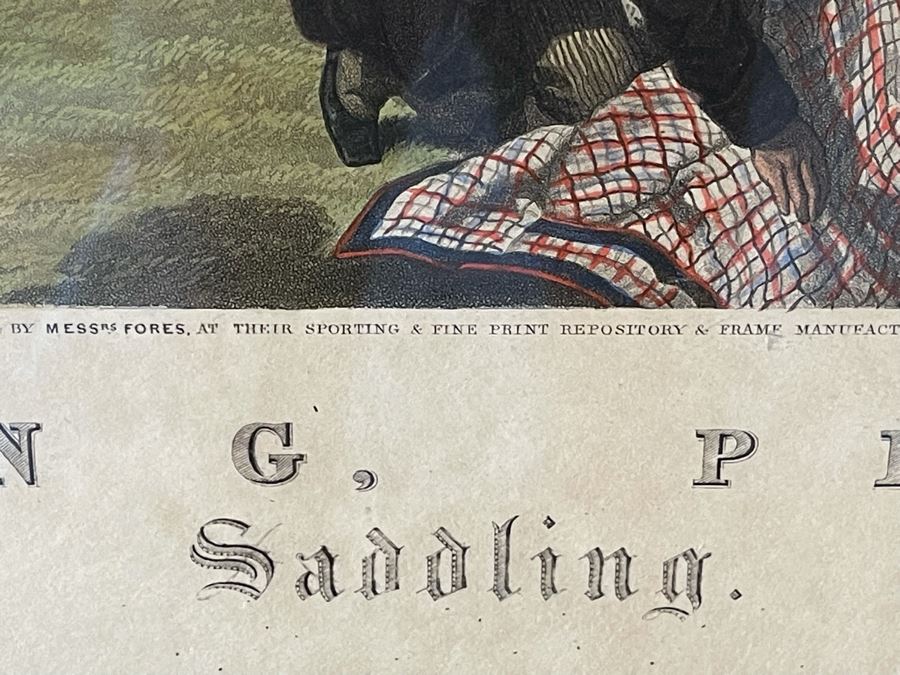 BY MESSRS FORES, AT THEIR SPORTING & FINE PRINT REPOSITORY & FRAME MANUFACT
N G, P
Saddling.